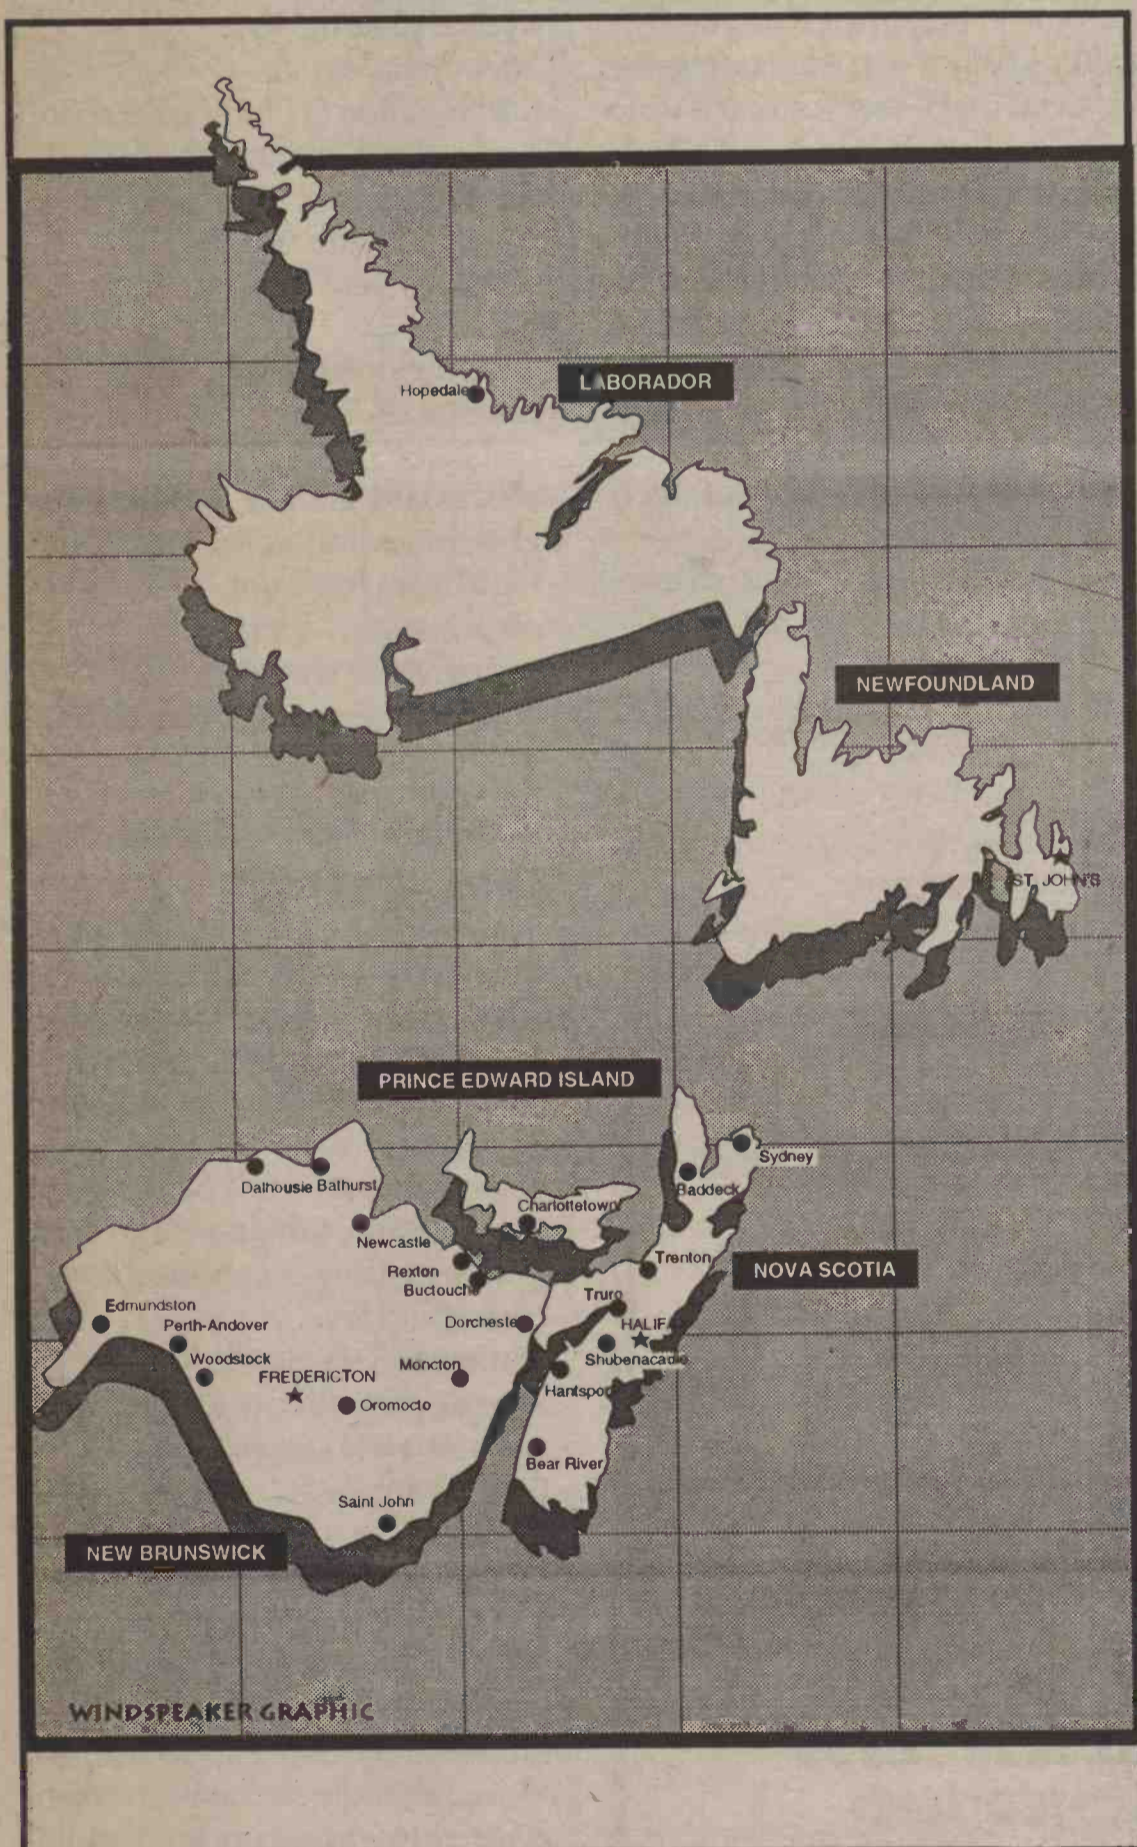 Hopedale
LABORADOR
NEWFOUNDLAND
ST. JOHN'S
PRINCE EDWARD ISLAND
Sydney
Dalhousie Bathurst
Baddeck
Charlottetown
Newcastle
Trenton
Rexton
NOVA SCOTIA
Buctouche
Truro
Edmundston
Dorchester
HALIFAX
Perth-Andover
Woodstock
Moncton
Shubenacadie
FREDERICTON
Hantsport
Oromocto
Bear River
Saint John
NEW BRUNSWICK
WINDSPEAKER GRAPHIC